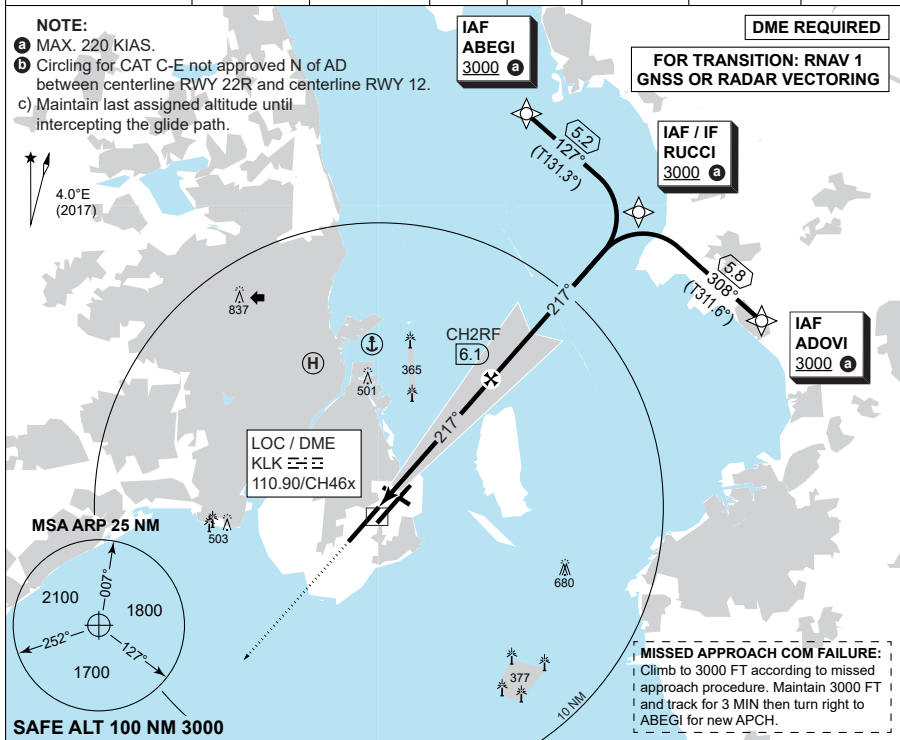 NOTE:
a MAX. 220 KIAS.
b Circling for CAT C-E not approved N of AD
between centerline RWY 22R and centerline RWY 12.
c) Maintain last assigned altitude until
intercepting the glide path.
4.0°E
(2017)
IAF
ABEGI
3000 a
DME REQUIRED
FOR TRANSITION: RNAV 1
GNSS OR RADAR VECTORING
5.2
127°
(T131.3°)
IAF / IF
RUCCI
3000 a
5.8
308°
(T311.6°)
IAF
ADOVI
3000 a
217°
837
H
501
365
CH2RF
6.1
217°
LOC / DME
KLK
110.90/CH46x
503
680
377
10 NM
MSA ARP 25 NM
007°
2100
1800
252°
127°
1700
SAFE ALT 100 NM 3000
MISSED APPROACH COM FAILURE:
Climb to 3000 FT according to missed
approach procedure. Maintain 3000 FT
and track for 3 MIN then turn right to
ABEGI for new APCH.